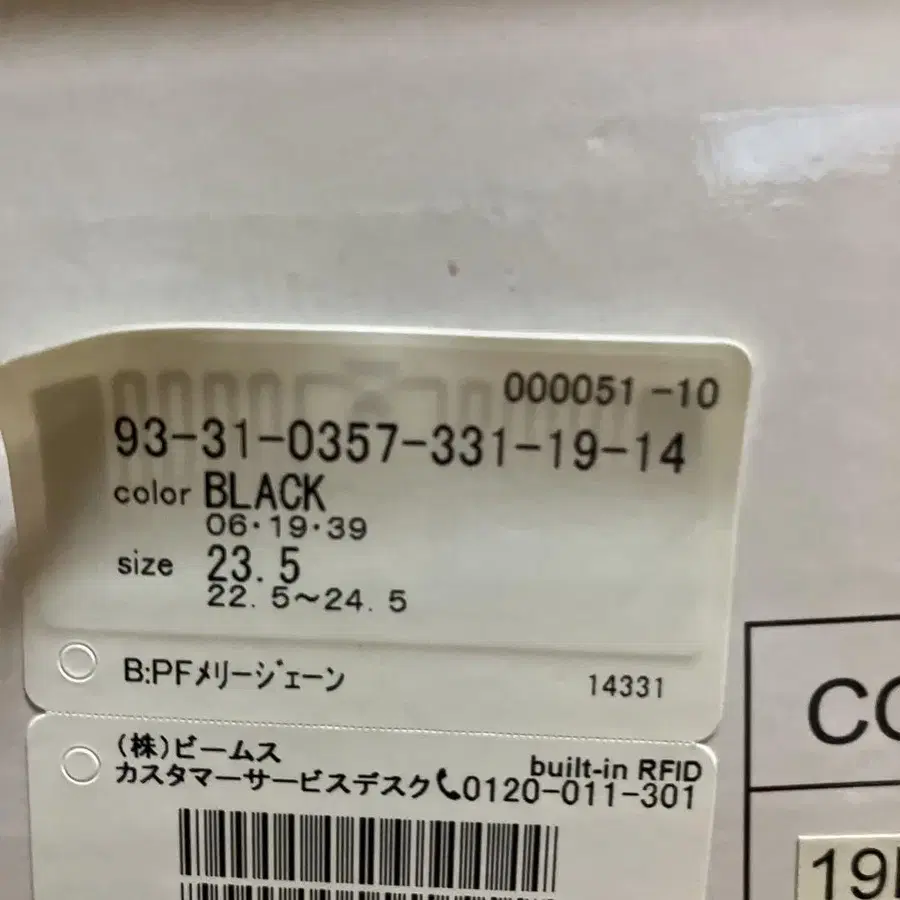 000051-10
93-31-0357-331-19-14
color BLACK
06・19・39
size 23.5
22.5~24.5
B:PFメリージェーン 14331
(株)ビームス
built-in RFID
カスタマーサービスデスク 0120-011-301